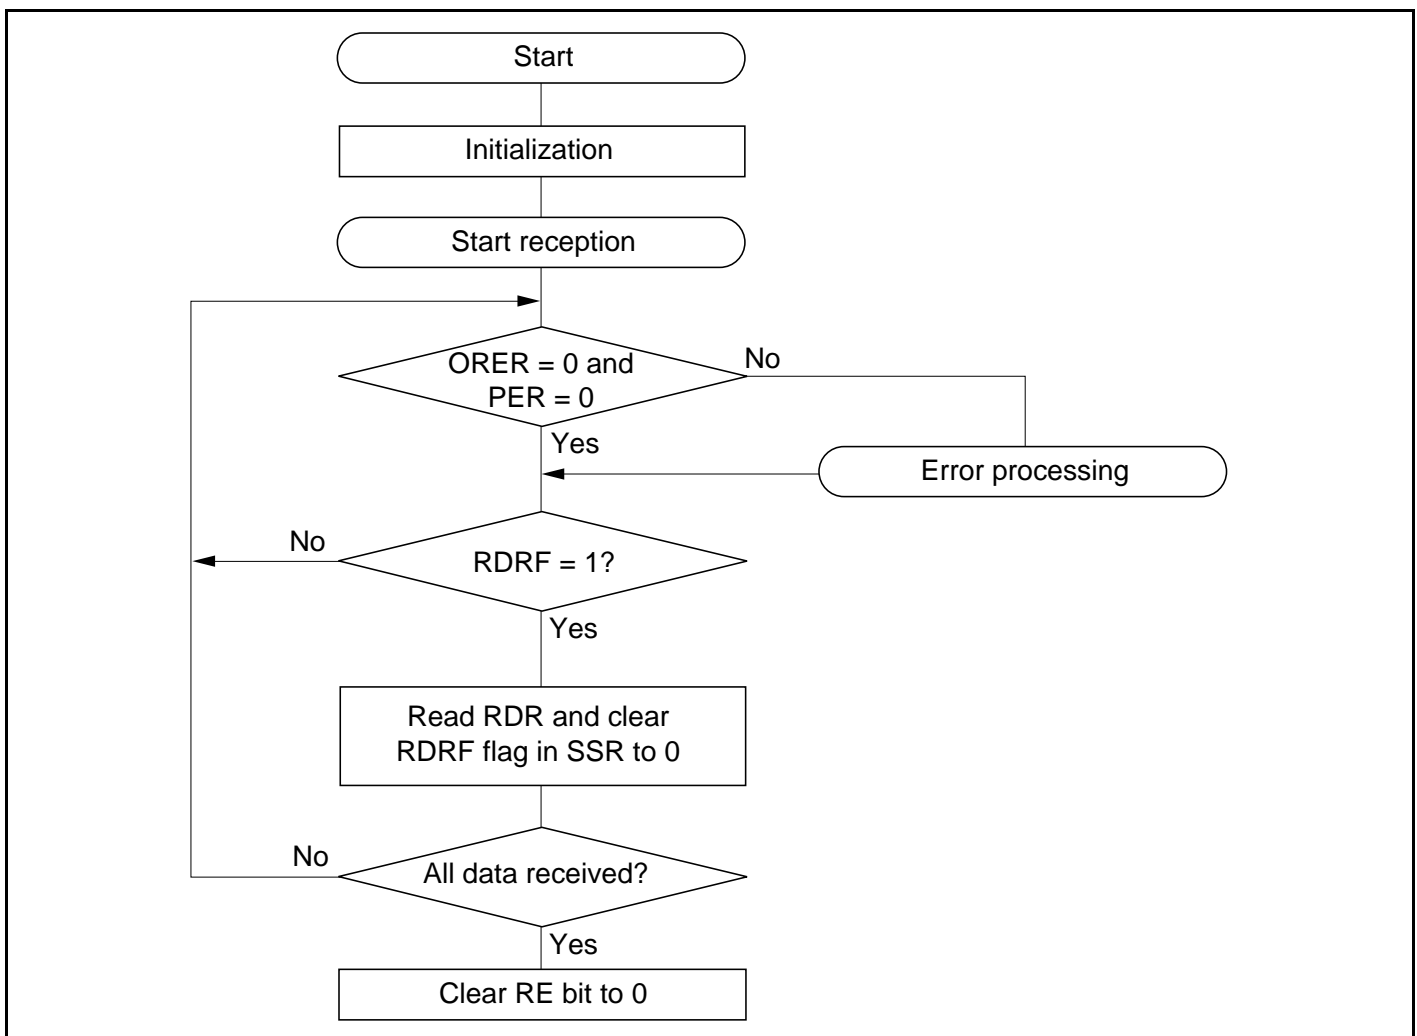 Start
Initialization
Start reception
ORER = 0 and
PER = 0
No
Yes
Error processing
No
RDRF = 1?
Yes
Read RDR and clear
RDRF flag in SSR to 0
No
All data received?
Yes
Clear RE bit to 0